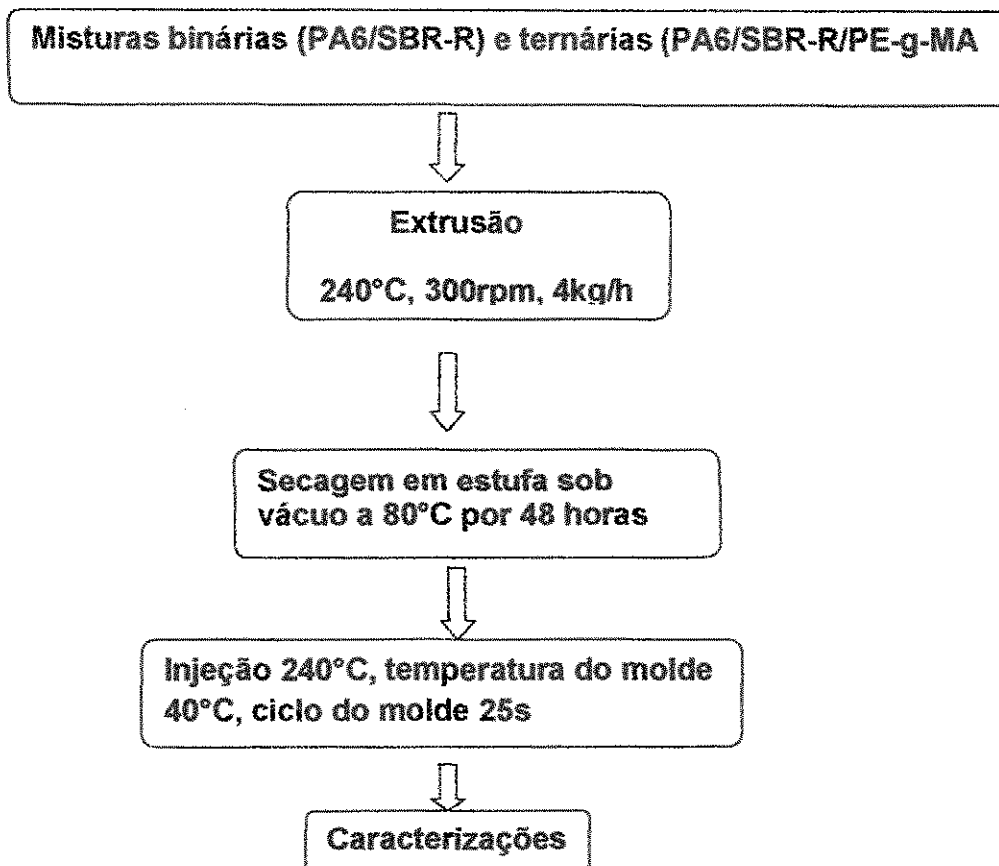 Misturas binárias (PA6/SBR-R) e ternárias (PA6/SBR-R/PE-g-MA
Extrusão
240°C, 300rpm, 4kg/h
Secagem em estufa sob
vácuo a 80°C por 48 horas
Injeção 240°C, temperatura do molde
40°C, ciclo do molde 25s
Caracterizações